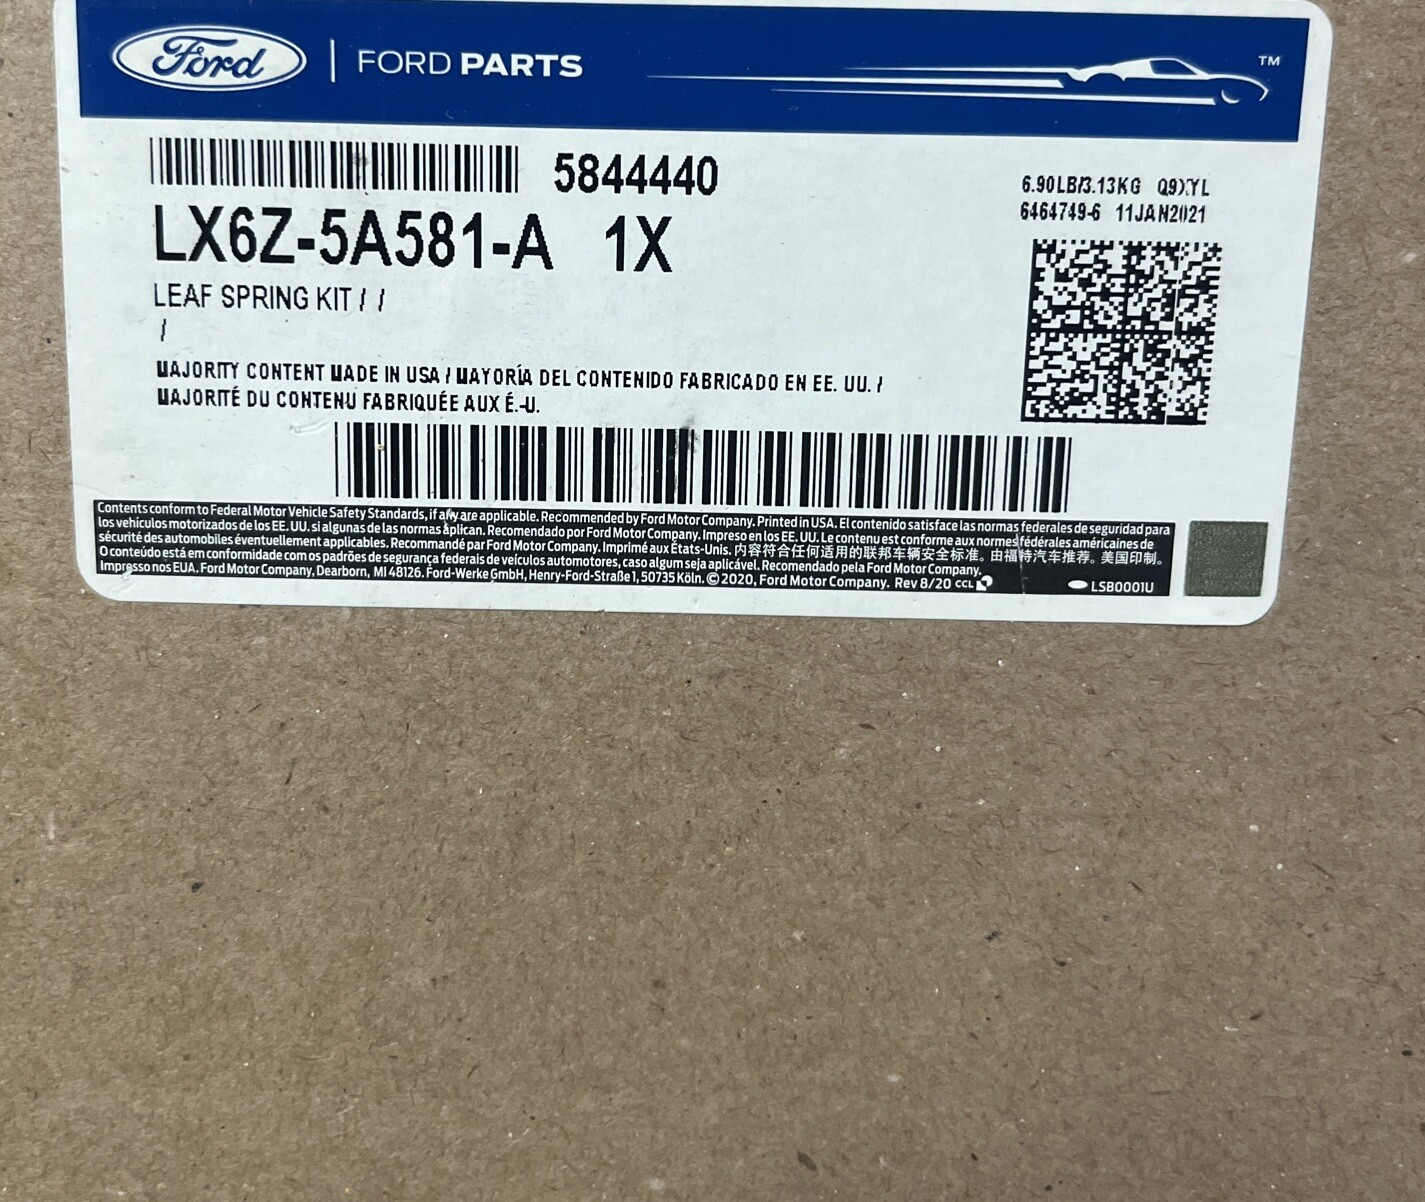 Ford | FORD PARTS ™
5844440
6.90LB/3.13KG Q9XYL
LX6Z-5A581-A 1X
6464749-6 11JAN2021
LEAF SPRING KIT / /
/
MAJORITY CONTENT MADE IN USA / MAYORÍA DEL CONTENIDO FABRICADO EN EE. UU. /
MAJORITÉ DU CONTENU FABRIQUÉE AUX É.-U.
Contents conform to Federal Motor Vehicle Safety Standards, if any are applicable. Recommended by Ford Motor Company. Printed in USA. El contenido satisface las normas federales de seguridad para
los vehículos motorizados de los EE. UU. si algunas de las normas aplican. Recomendado por Ford Motor Company. Impreso en los EE. UU. Le contenu est conforme aux normes fédérales américaines de
sécurité des automobiles éventuellement applicables. Recommandé par Ford Motor Company. Imprimé aux États-Unis. 内容符合任何适用的联邦车辆安全标准。由福特汽车推荐。美国印制。
O conteúdo está em conformidade com os padrões de segurança federais de veículos automotores, caso algum seja aplicável. Recomendado pela Ford Motor Company.
Impresso nos EUA. Ford Motor Company, Dearborn, MI 48126. Ford-Werke GmbH, Henry-Ford-Straße 1, 50735 Köln. © 2020, Ford Motor Company. Rev 8/20 CCL
LSB0001U